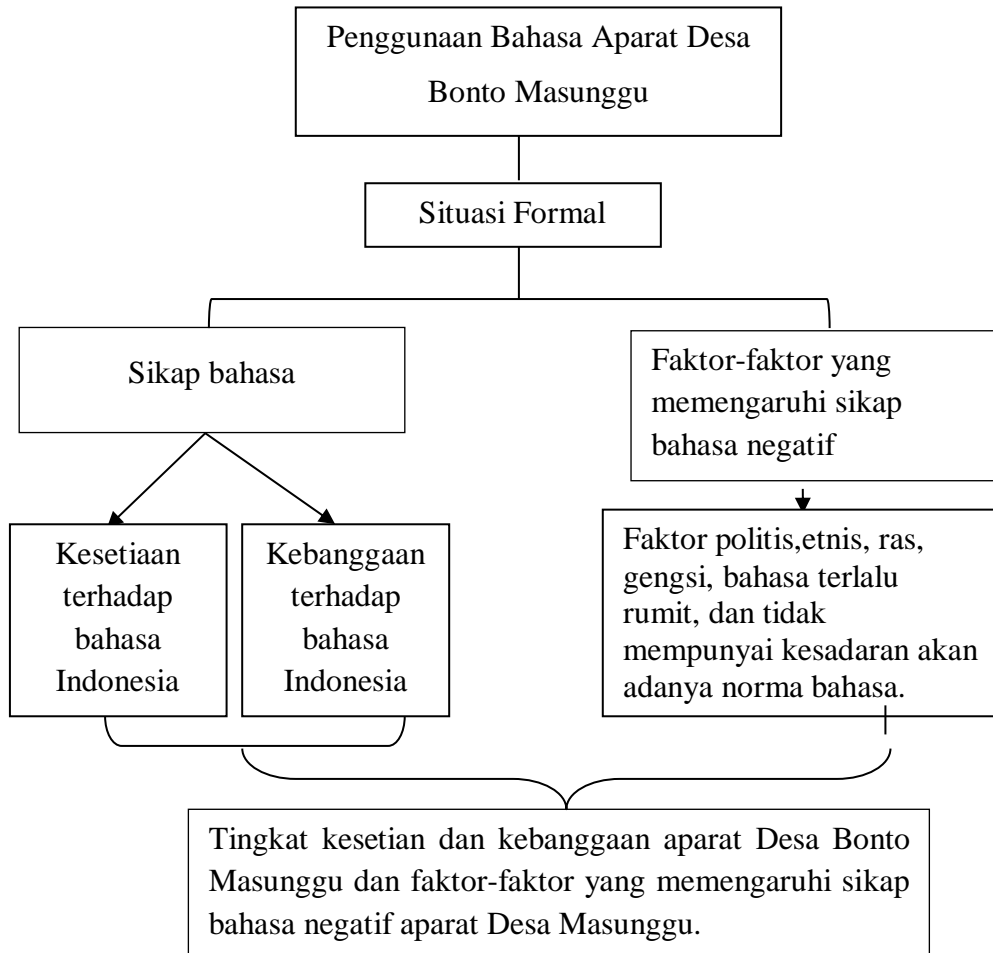 Penggunaan Bahasa Aparat Desa
Bonto Masunggu
Situasi Formal
Sikap bahasa
Faktor-faktor yang
memengaruhi sikap
bahasa negatif
Kesetiaan
terhadap
bahasa
Indonesia
Kebanggaan
terhadap
bahasa
Indonesia
Faktor politis,etnis, ras,
gengsi, bahasa terlalu
rumit, dan tidak
mempunyai kesadaran akan
adanya norma bahasa.
Tingkat kesetian dan kebanggaan aparat Desa Bonto
Masunggu dan faktor-faktor yang memengaruhi sikap
bahasa negatif aparat Desa Masunggu.